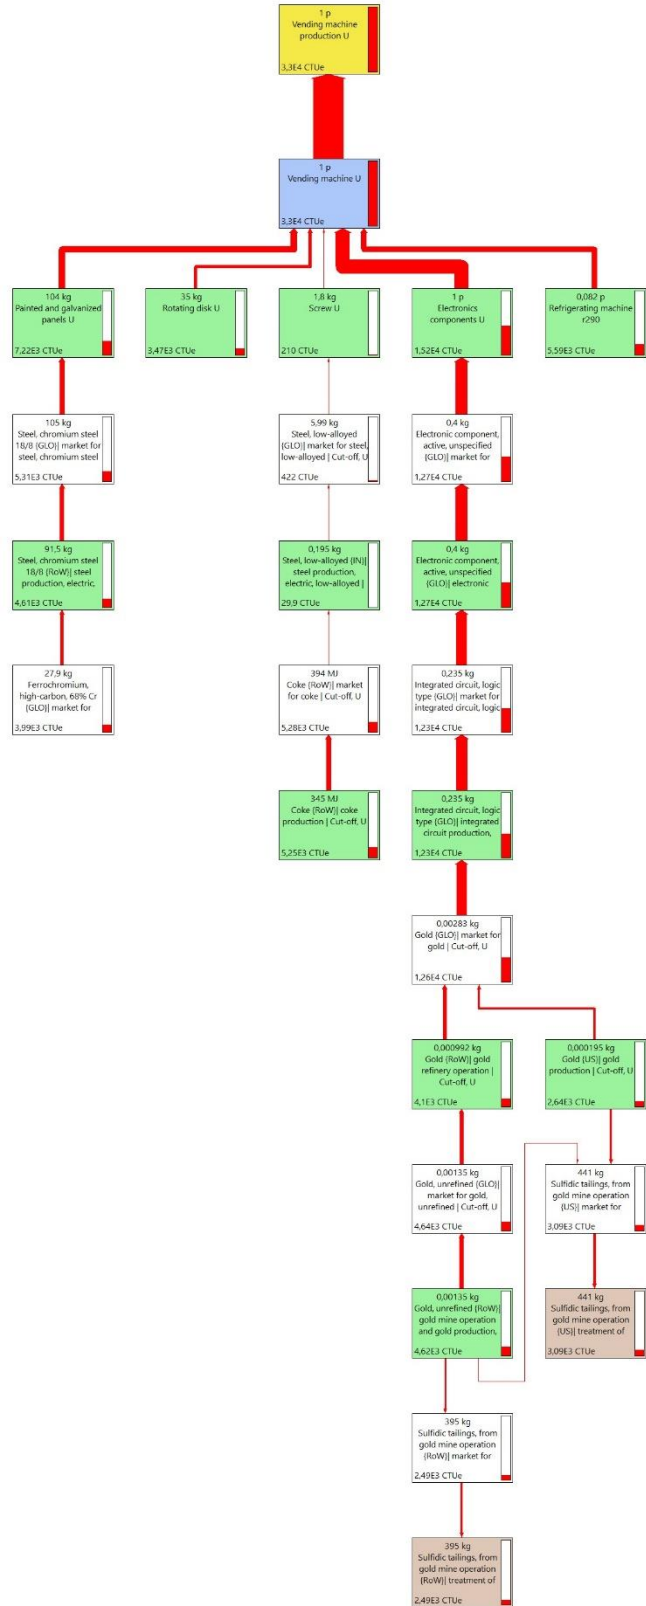 1 p
Vending machine
production U
3,3E4 CTUe
1 p
Vending machine U
3,3E4 CTUe
104 kg
Painted and galvanized
panels U
7,22E3 CTUe
35 kg
Rotating disk U
3,47E3 CTUe
1,8 kg
Screw U
210 CTUe
1 p
Electronics
components U
1,52E4 CTUe
0,082 p
Refrigerating machine
r290
5,59E3 CTUe
105 kg
Steel, chromium steel
18/8 {GLO}| market for
steel, chromium steel
5,31E3 CTUe
5,99 kg
Steel, low-alloyed
{GLO}| market for steel,
low-alloyed | Cut-off, U
422 CTUe
0,4 kg
Electronic component,
active, unspecified
{GLO}| market for
1,27E4 CTUe
91,5 kg
Steel, chromium steel
18/8 {RoW}| steel
production, electric,
4,61E3 CTUe
0,195 kg
Steel, low-alloyed {IN}|
steel production,
electric, low-alloyed |
29,9 CTUe
0,4 kg
Electronic component,
active, unspecified
{GLO}| electronic
1,27E4 CTUe
27,9 kg
Ferrochromium,
high-carbon, 68% Cr
{GLO}| market for
3,99E3 CTUe
394 MJ
Coke {RoW}| market
for coke | Cut-off, U
5,28E3 CTUe
0,235 kg
Integrated circuit, logic
type {GLO}| market for
integrated circuit, logic
1,23E4 CTUe
345 MJ
Coke {RoW}| coke
production | Cut-off, U
5,25E3 CTUe
0,235 kg
Integrated circuit, logic
type {GLO}| integrated
circuit production,
1,23E4 CTUe
0,00283 kg
Gold {GLO}| market for
gold | Cut-off, U
1,26E4 CTUe
0,000992 kg
Gold {RoW}| gold
refinery operation |
Cut-off, U
4,1E3 CTUe
0,000195 kg
Gold {US}| gold
production | Cut-off, U
2,64E3 CTUe
0,00135 kg
Gold, unrefined {GLO}|
market for gold,
unrefined | Cut-off, U
4,64E3 CTUe
441 kg
Sulfidic tailings, from
gold mine operation
{US}| market for
3,09E3 CTUe
0,00135 kg
Gold, unrefined {RoW}|
gold mine operation
and gold production,
4,62E3 CTUe
441 kg
Sulfidic tailings, from
gold mine operation
{US}| treatment of
3,09E3 CTUe
395 kg
Sulfidic tailings, from
gold mine operation
{RoW}| market for
2,49E3 CTUe
395 kg
Sulfidic tailings, from
gold mine operation
{RoW}| treatment of
2,49E3 CTUe